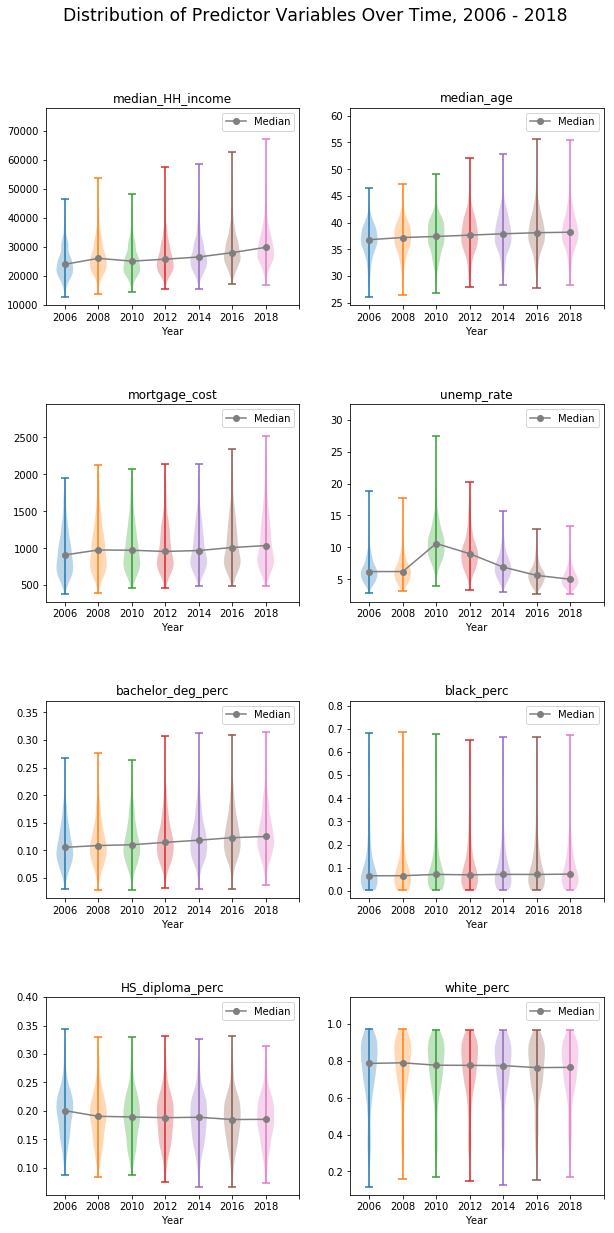 Distribution of Predictor Variables Over Time, 2006 - 2018
median_HH_income
Median
70000
60000
50000
40000
30000
20000
10000
2006 2008 2010 2012 2014 2016 2018
Year
median_age
Median
60
55
50
45
40
35
30
25
2006 2008 2010 2012 2014 2016 2018
Year
mortgage_cost
Median
2500
2000
1500
1000
500
2006 2008 2010 2012 2014 2016 2018
Year
unemp_rate
Median
30
25
20
15
10
5
2006 2008 2010 2012 2014 2016 2018
Year
bachelor_deg_perc
Median
0.35
0.30
0.25
0.20
0.15
0.10
0.05
2006 2008 2010 2012 2014 2016 2018
Year
black_perc
Median
0.8
0.7
0.6
0.5
0.4
0.3
0.2
0.1
0.0
2006 2008 2010 2012 2014 2016 2018
Year
HS_diploma_perc
Median
0.40
0.35
0.30
0.25
0.20
0.15
0.10
2006 2008 2010 2012 2014 2016 2018
Year
white_perc
Median
1.0
0.8
0.6
0.4
0.2
2006 2008 2010 2012 2014 2016 2018
Year